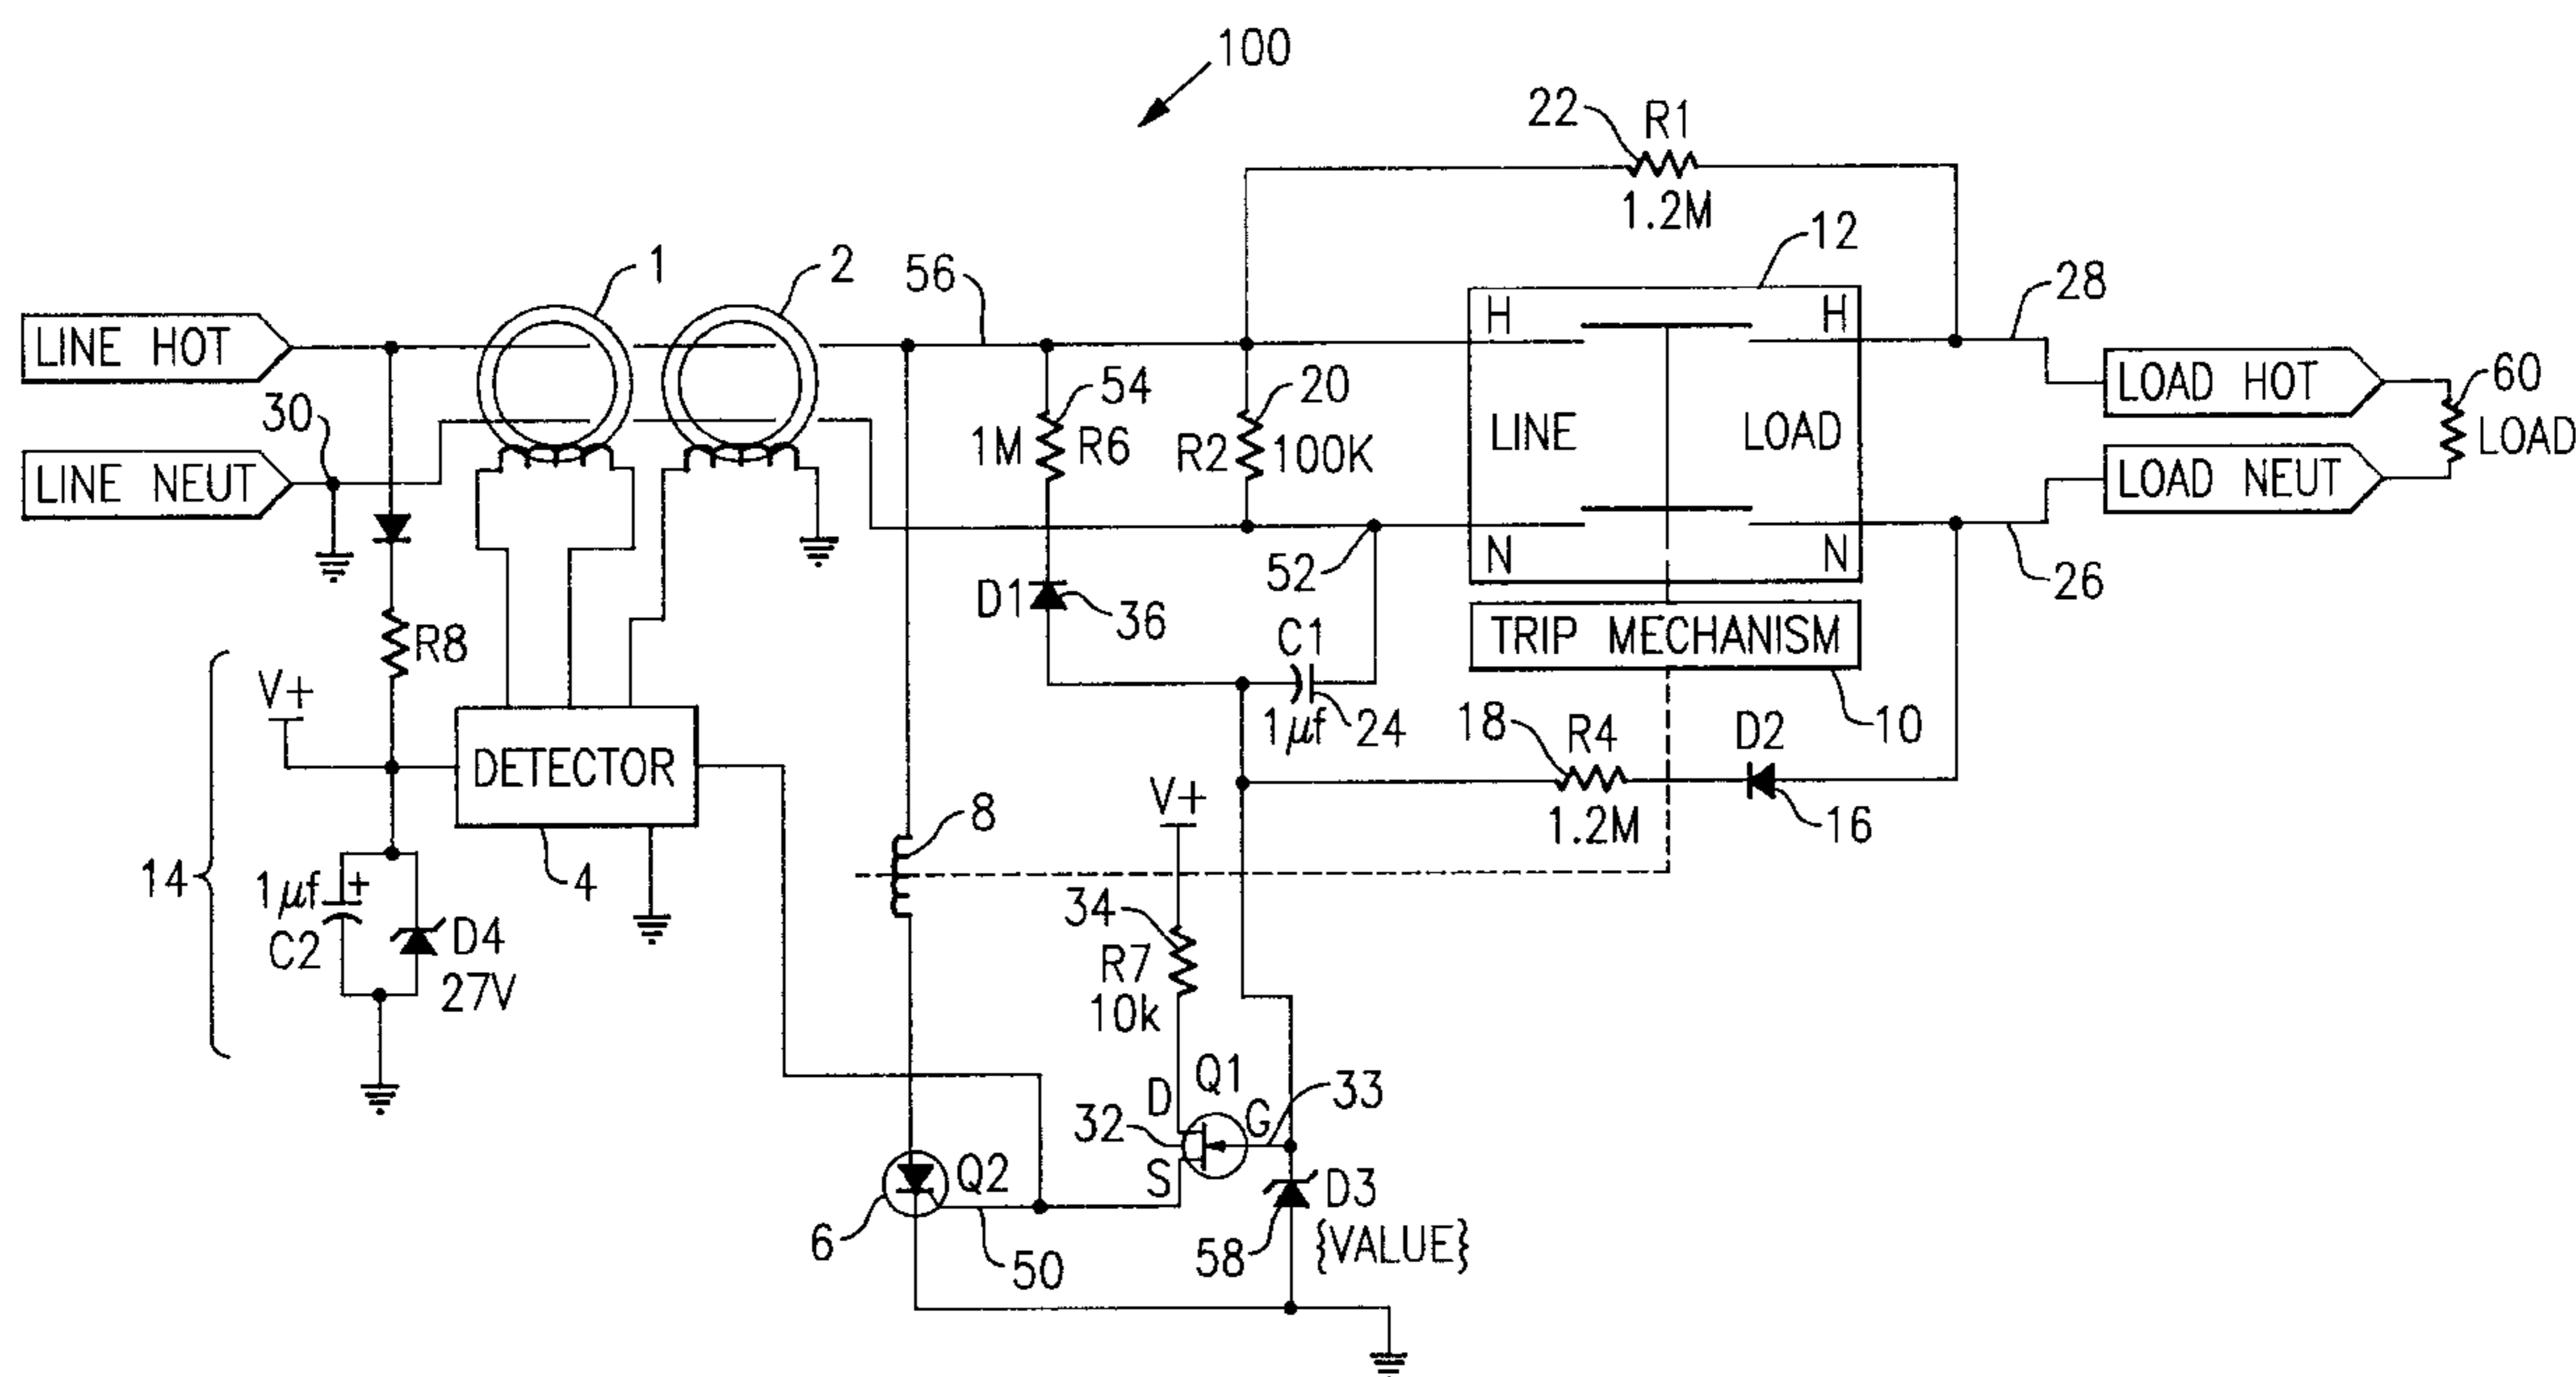 100
22
R1
1.2M
12
1
2
56
28
LINE HOT
H
H
54
20
LOAD HOT
60
30
LINE
LOAD
1M
R6
R2
100K
LOAD
LINE NEUT
LOAD NEUT
N
N
52
26
D1
36
C1
TRIP MECHANISM
R8
V+
1μf
24
18
R4
D2
10
DETECTOR
V+
8
1.2M
16
14
4
1μf
+
34
C2
D4
R7
27V
10k
Q1
D
G
33
32
Q2
S
D3
6
58
{VALUE}
50